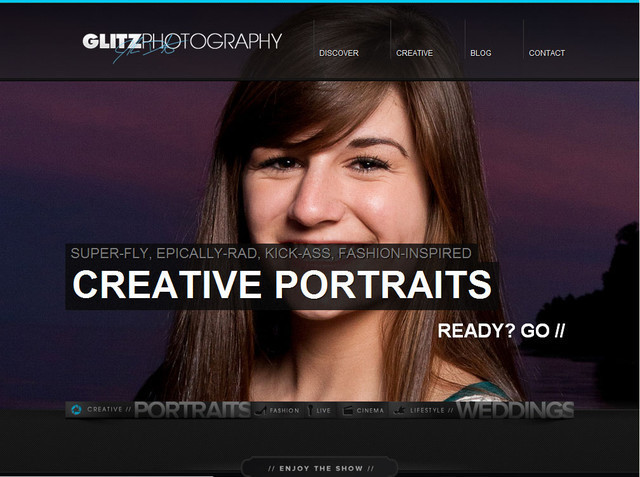 GLITZPHOTOGRAPHY
DISCOVER
CREATIVE
BLOG
CONTACT
SUPER-FLY, EPICALLY-RAD, KICK-ASS, FASHION-INSPIRED
CREATIVE PORTRAITS
READY? GO //
CREATIVE // PORTRAITS FASHION LIVE CINEMA LIFESTYLE // WEDDINGS
// ENJOY THE SHOW //